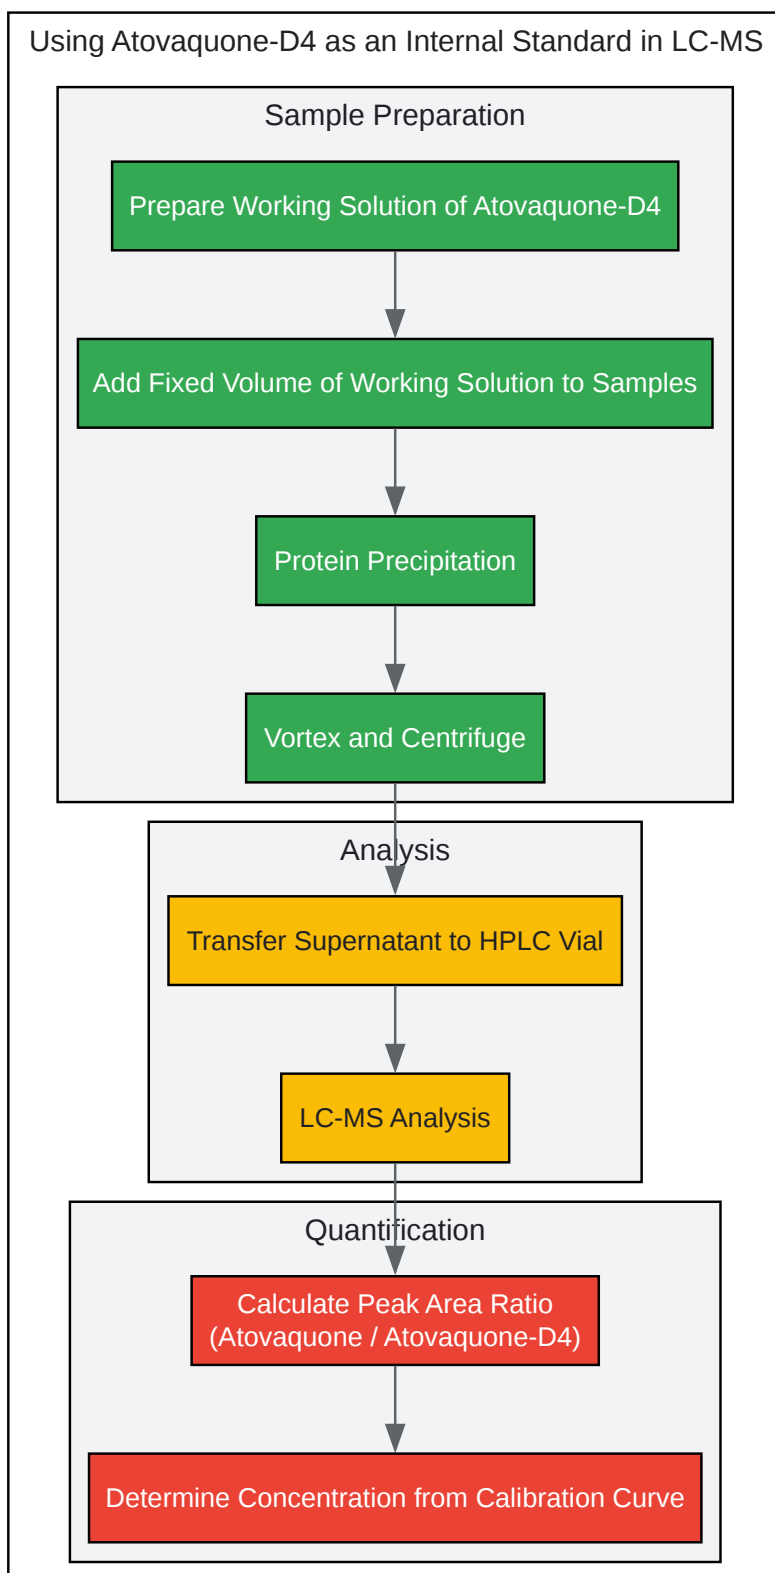 Using Atovaquone-D4 as an Internal Standard in LC-MS
Sample Preparation
Prepare Working Solution of Atovaquone-D4
Add Fixed Volume of Working Solution to Samples
Protein Precipitation
Vortex and Centrifuge
Analysis
Transfer Supernatant to HPLC Vial
LC-MS Analysis
Quantification
Calculate Peak Area Ratio
(Atovaquone / Atovaquone-D4)
Determine Concentration from Calibration Curve